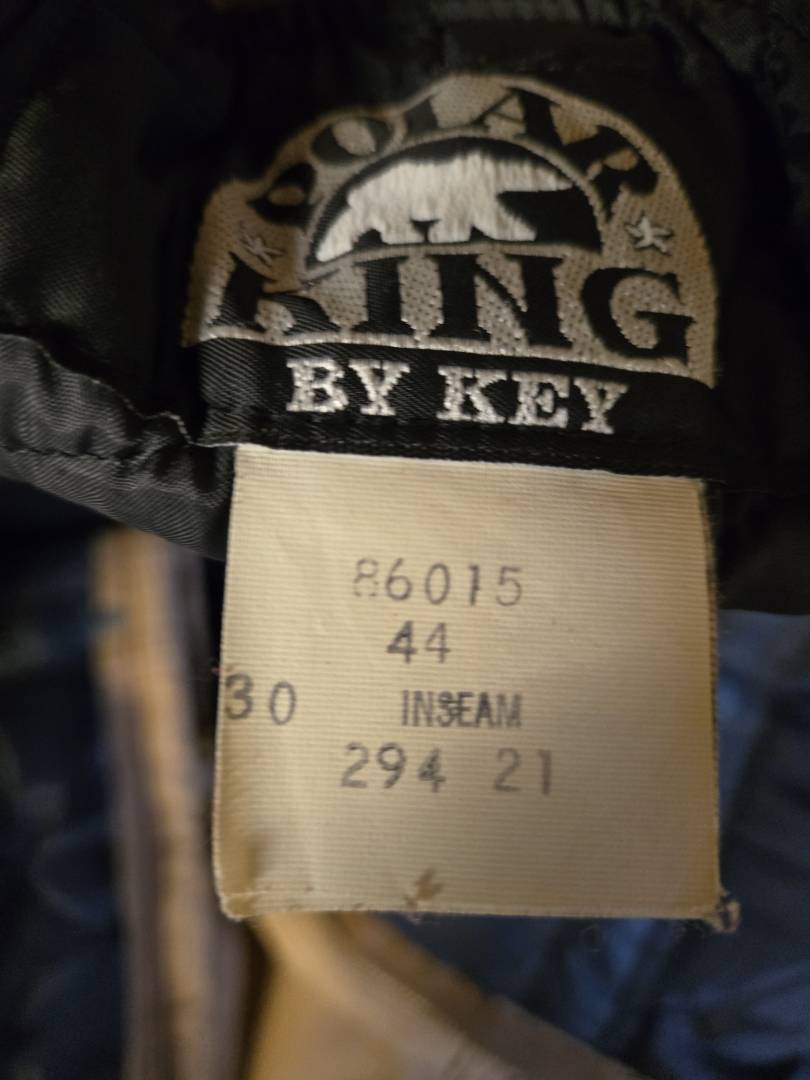 POLAR
KING
BY KEY
86015
44
30 INSEAM
294 21